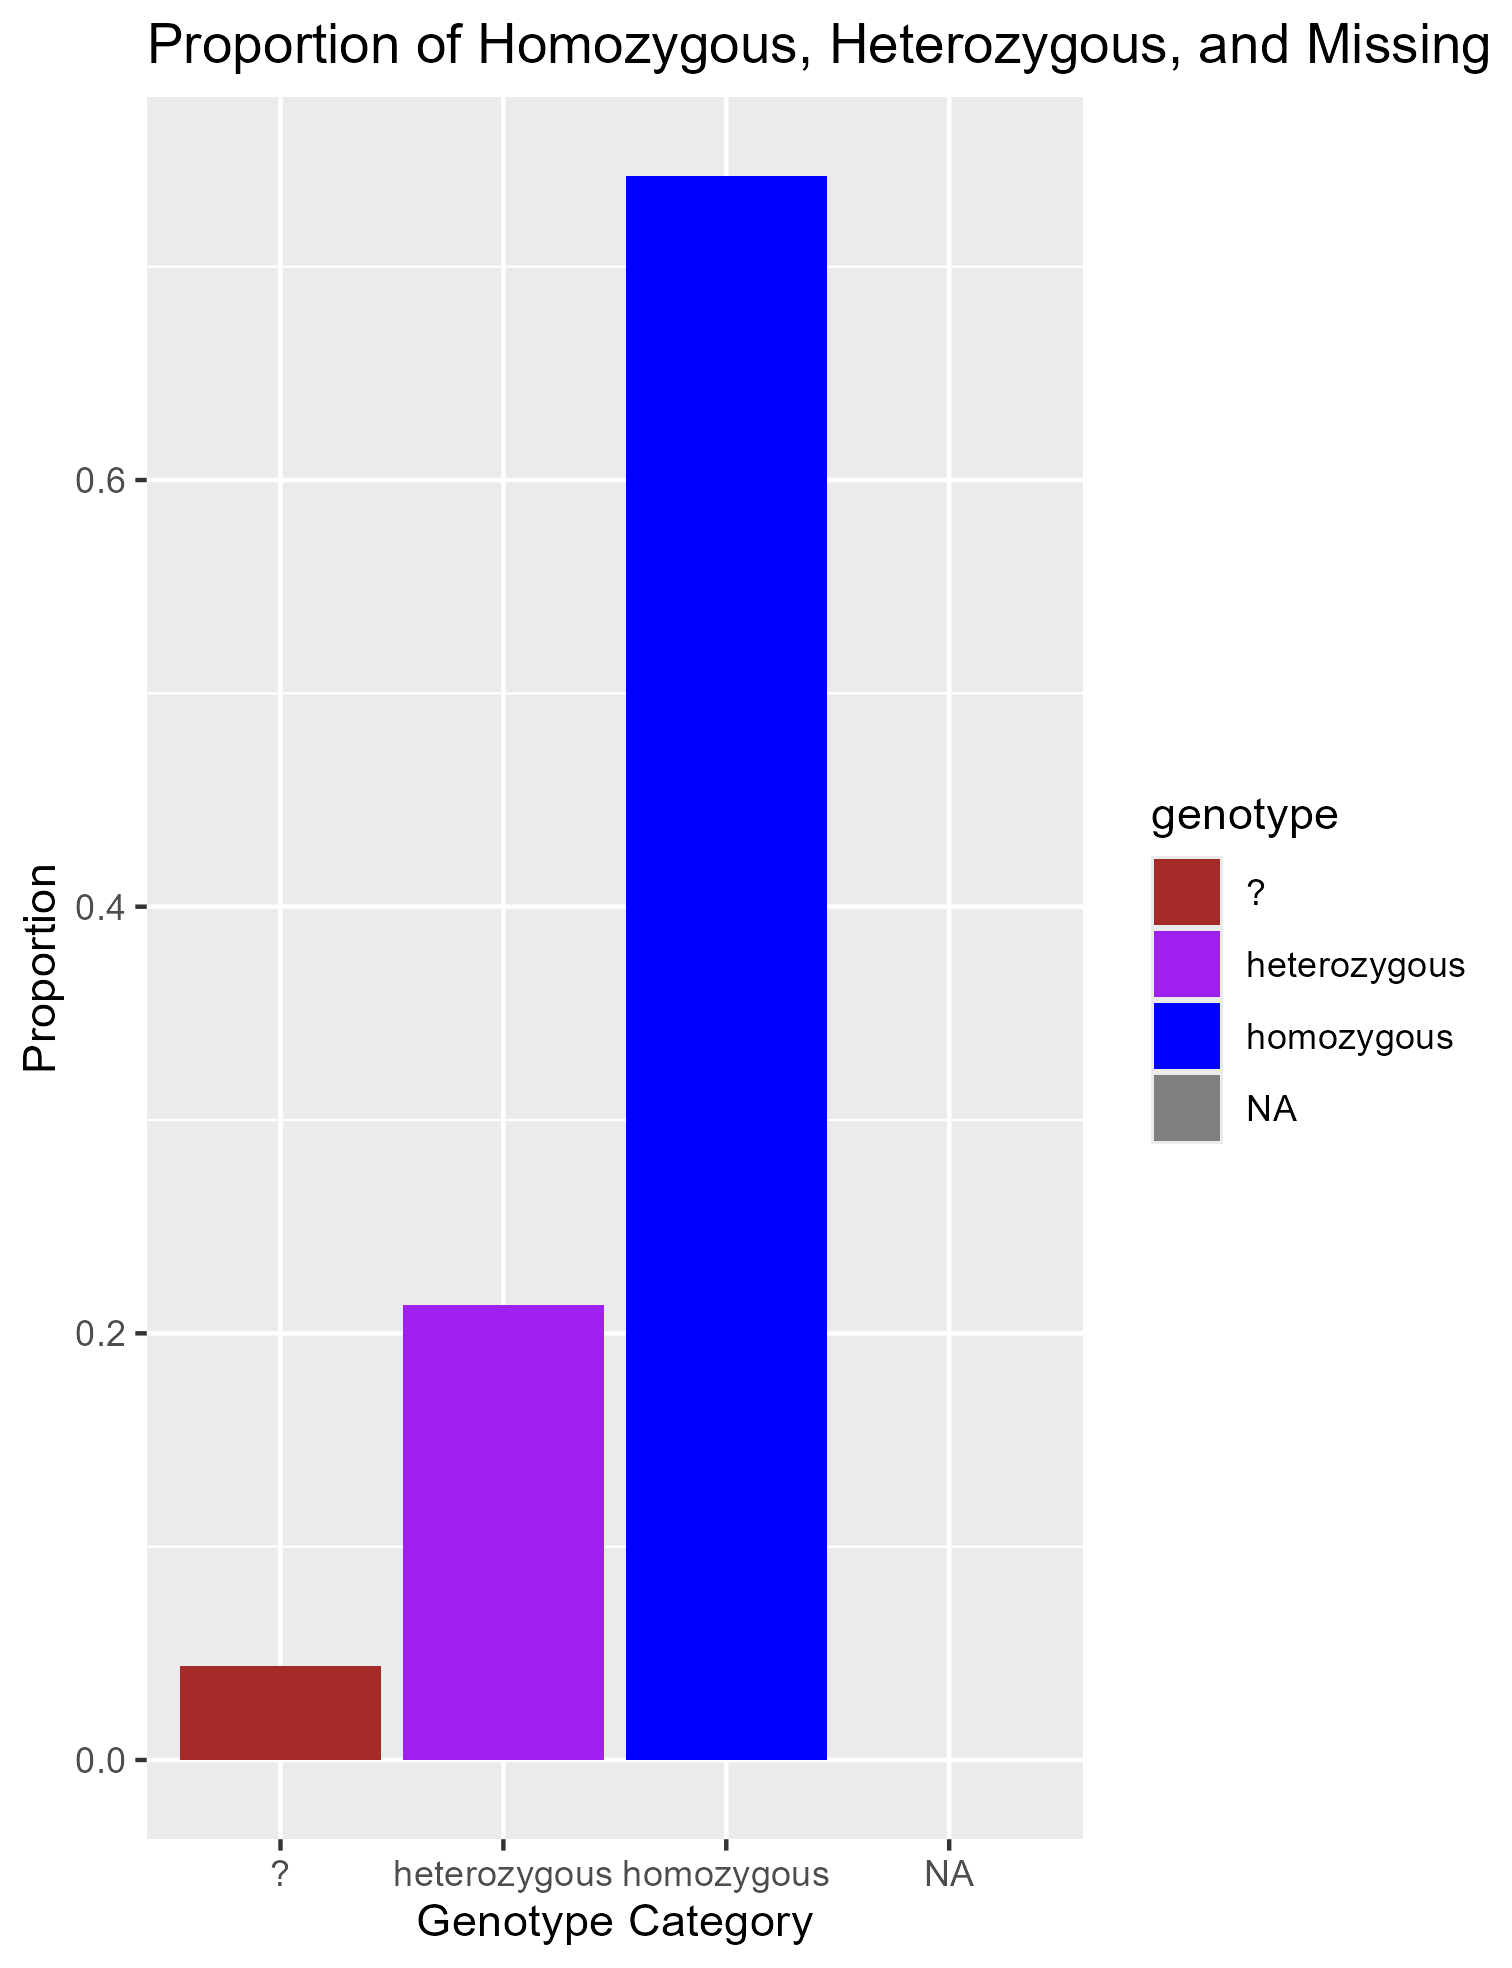 Proportion of Homozygous, Heterozygous, and Missing
Proportion
0.6
0.4
0.2
0.0
?
heterozygous
homozygous
NA
Genotype Category
genotype
?
heterozygous
homozygous
NA